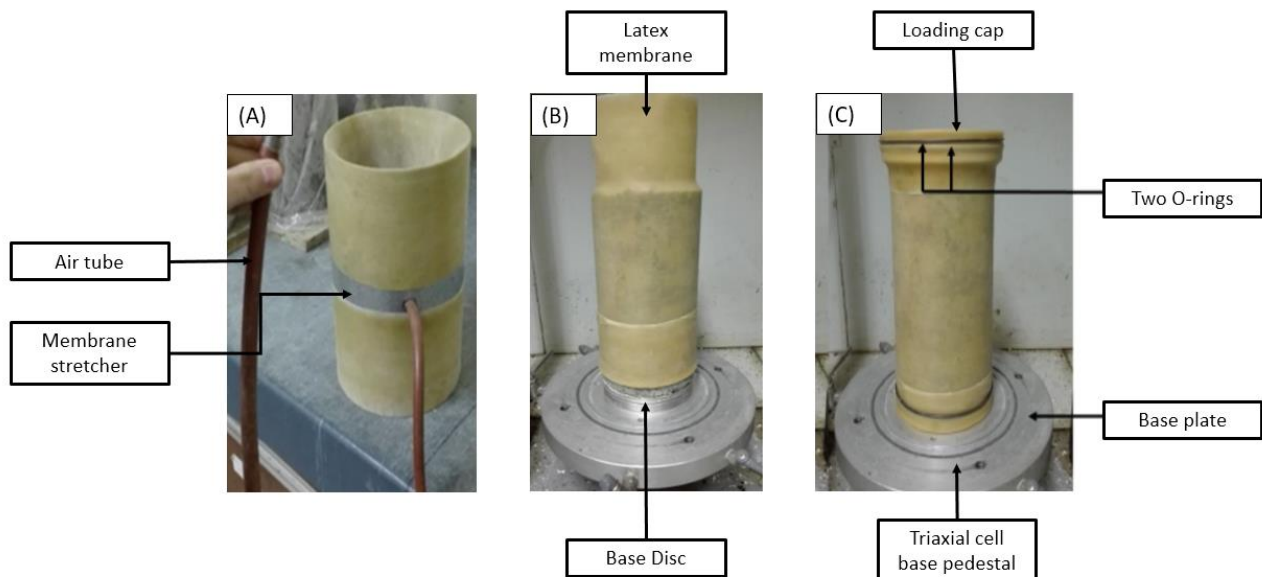 Latex
membrane
Loading cap
(A)
(B)
(C)
Two O-rings
Air tube
Membrane
stretcher
Base plate
Base Disc
Triaxial cell
base pedestal